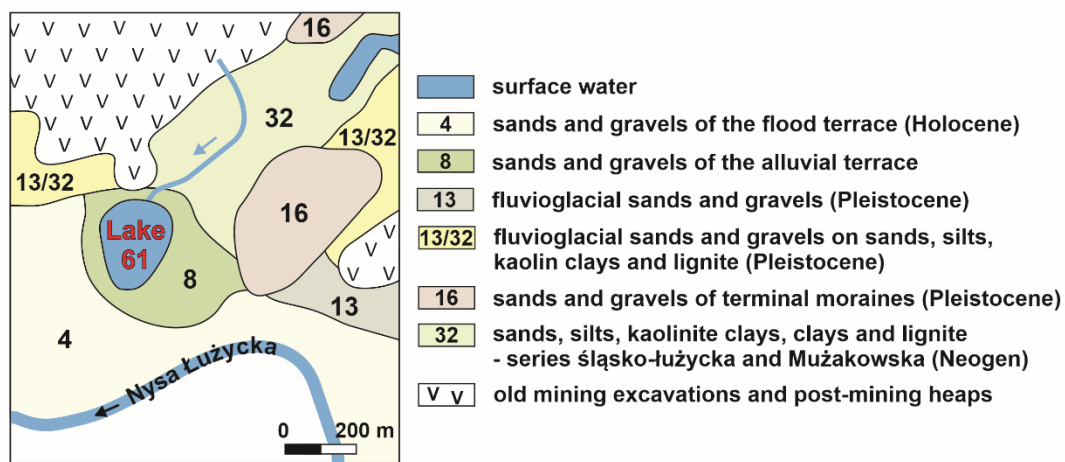 16
32
13/32
13/32
16
Lake
61
8
13
4
Nysa Łużycka
0 200 m
surface water
4 sands and gravels of the flood terrace (Holocene)
8 sands and gravels of the alluvial terrace
13 fluvioglacial sands and gravels (Pleistocene)
13/32 fluvioglacial sands and gravels on sands, silts,
kaolin clays and lignite (Pleistocene)
16 sands and gravels of terminal moraines (Pleistocene)
32 sands, silts, kaolinite clays, clays and lignite
- series śląsko-łużycka and Mużakowska (Neogen)
V V old mining excavations and post-mining heaps